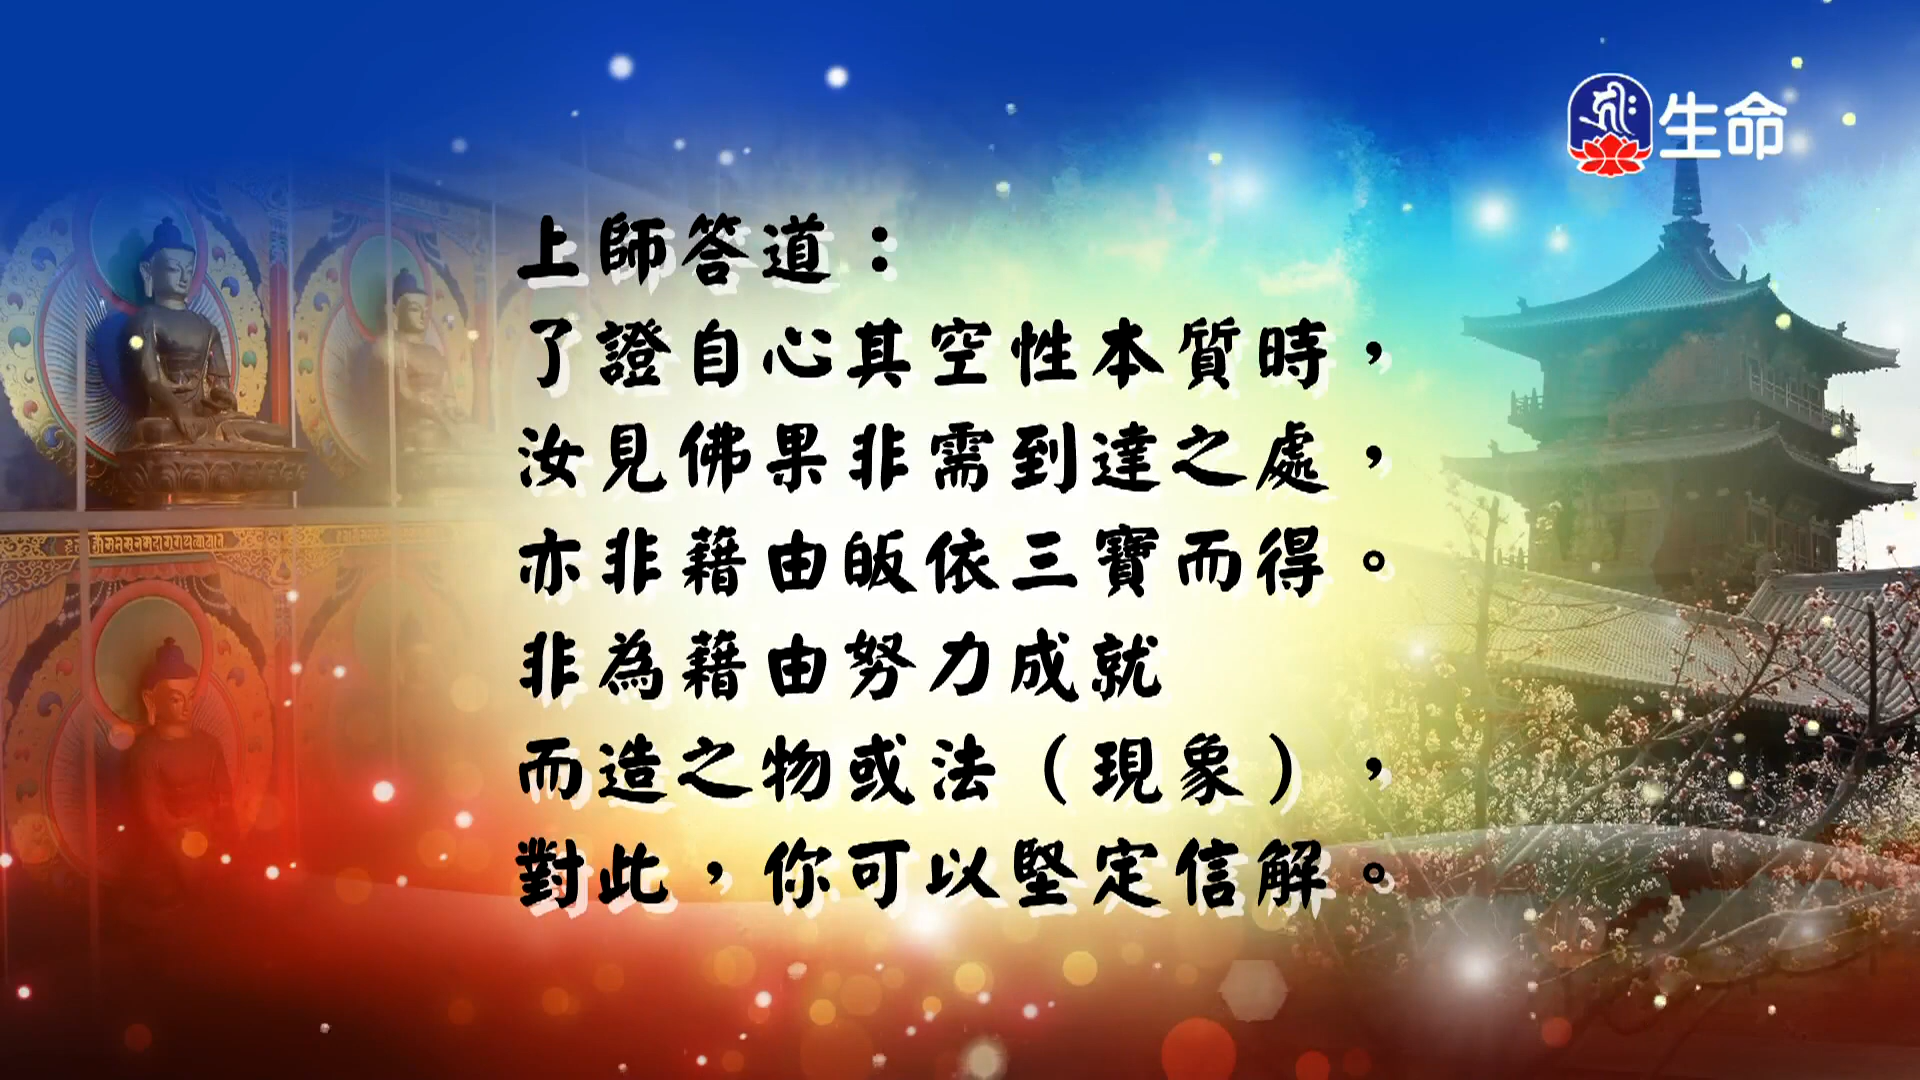 生命
上師答道：
了證自心其空性本質時，
汝見佛果非需到達之處，
亦非藉由皈依三寶而得。
非為藉由努力成就
而造之物或法（現象），
對此，你可以堅定信解。